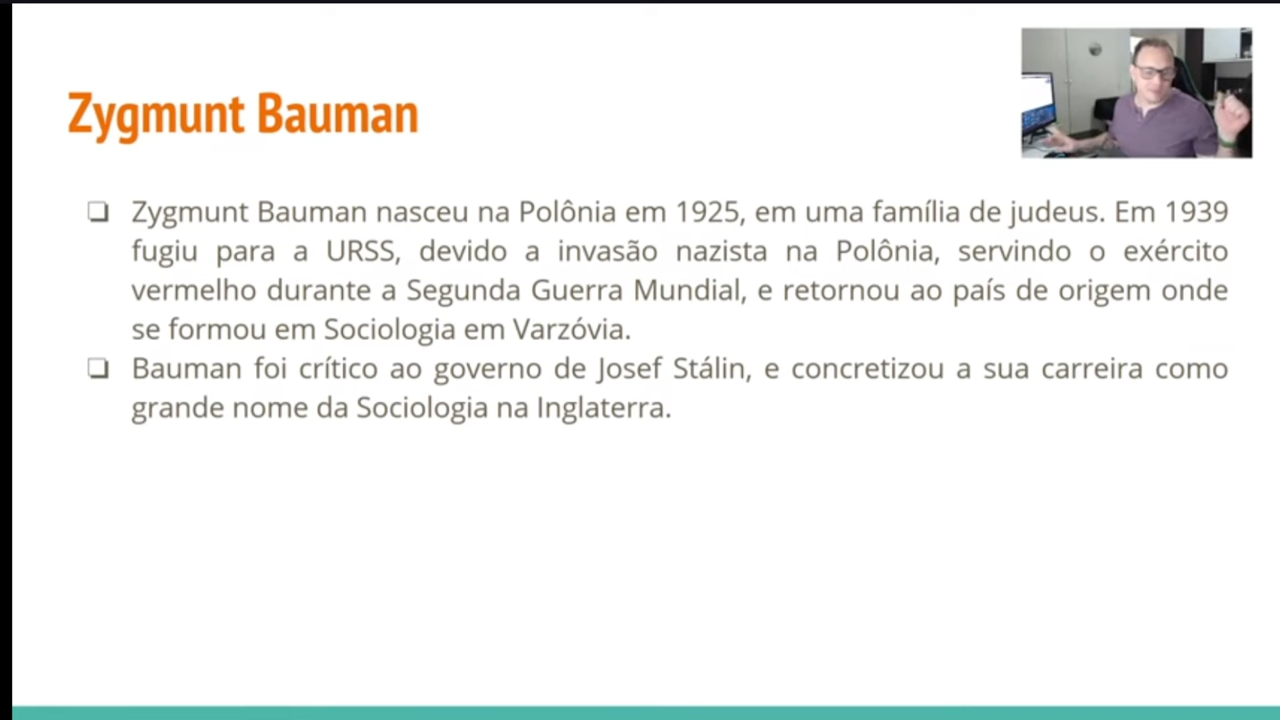 Zygmunt Bauman
❏ Zygmunt Bauman nasceu na Polônia em 1925, em uma família de judeus. Em 1939
fugiu para a URSS, devido a invasão nazista na Polônia, servindo o exército
vermelho durante a Segunda Guerra Mundial, e retornou ao país de origem onde
se formou em Sociologia em Varzóvia.
❏ Bauman foi crítico ao governo de Josef Stálin, e concretizou a sua carreira como
grande nome da Sociologia na Inglaterra.